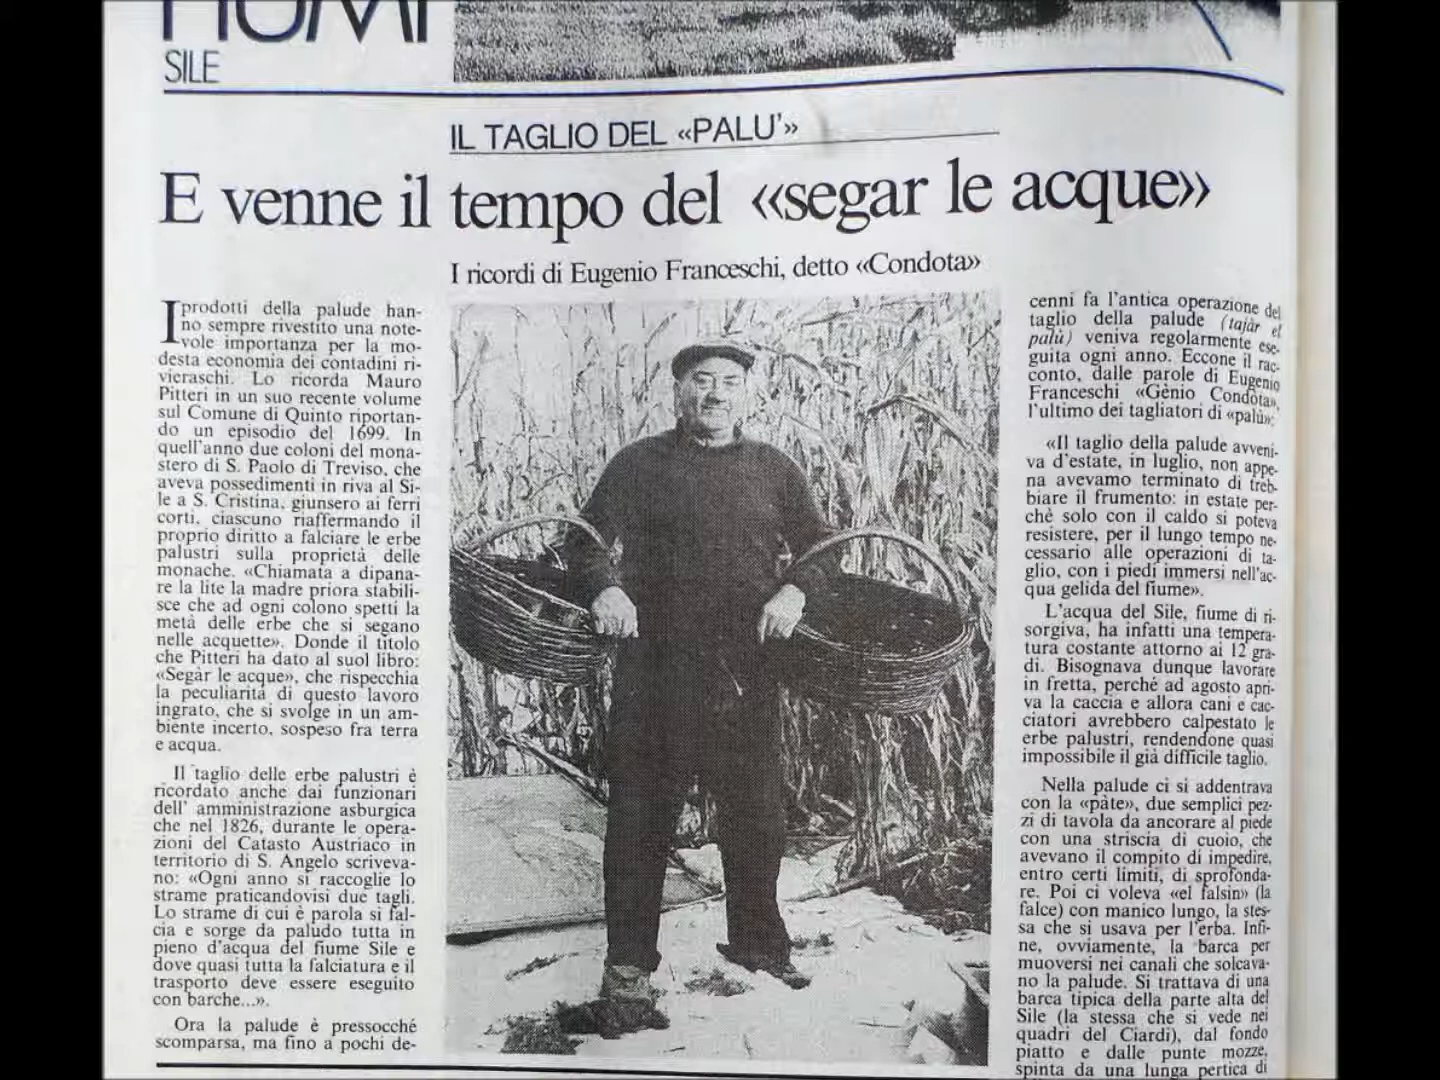 FIUMI
SILE
IL TAGLIO DEL «PALU'»
E venne il tempo del «segar le acque»
I ricordi di Eugenio Franceschi, detto «Condota»
I prodotti della palude han-
no sempre rivestito una note-
vole importanza per la mo-
desta economia dei contadini ri-
vieraschi. Lo ricorda Mauro
Pitteri in un suo recente volume
sul Comune di Quinto riportan-
do un episodio del 1699. In
quell'anno due coloni del mona-
stero di S. Paolo di Treviso, che
aveva possedimenti in riva al Si-
le a S. Cristina, giunsero ai ferri
corti, ciascuno riaffermando il
proprio diritto a falciare le erbe
palustri sulla proprietà delle
monache. «Chiamata a dipana-
re la lite la madre priora stabili-
sce che ad ogni colono spetti la
metà delle erbe che si segano
nelle acquette». Donde il titolo
che Pitteri ha dato al suol libro:
«Segàr le acque», che rispecchia
la peculiarità di questo lavoro
ingrato, che si svolge in un am-
biente incerto, sospeso fra terra
e acqua.
Il taglio delle erbe palustri è
ricordato anche dai funzionari
dell' amministrazione asburgica
che nel 1826, durante le opera-
zioni del Catasto Austriaco in
territorio di S. Angelo scriveva-
no: «Ogni anno si raccoglie lo
strame praticandovisi due tagli.
Lo strame di cui è parola si fal-
cia e sorge da paludo tutta in
pieno d'acqua del fiume Sile e
dove quasi tutta la falciatura e il
trasporto deve essere eseguito
con barche...».
Ora la palude è pressocché
scomparsa, ma fino a pochi de-
cenni fa l'antica operazione del
taglio della palude (tajàr el
palù) veniva regolarmente ese-
guita ogni anno. Eccone il rac-
conto, dalle parole di Eugenio
Franceschi «Gènio Condòta»,
l'ultimo dei tagliatori di «palù»:
«Il taglio della palude avveni-
va d'estate, in luglio, non appe-
na avevamo terminato di treb-
biare il frumento: in estate per-
chè solo con il caldo si poteva
resistere, per il lungo tempo ne-
cessario alle operazioni di ta-
glio, con i piedi immersi nell'ac-
qua gelida del fiume».
L'acqua del Sile, fiume di ri-
sorgiva, ha infatti una tempera-
tura costante attorno ai 12 gra-
di. Bisognava dunque lavorare
in fretta, perché ad agosto apri-
va la caccia e allora cani e cac-
ciatori avrebbero calpestato le
erbe palustri, rendendone quasi
impossibile il già difficile taglio.
Nella palude ci si addentrava
con la «pàte», due semplici pez-
zi di tavola da ancorare al piede
con una striscia di cuoio, che
avevano il compito di impedire,
entro certi limiti, di sprofonda-
re. Poi ci voleva «el falsìn» (la
falce) con manico lungo, la stes-
sa che si usava per l'erba. Infi-
ne, ovviamente, la barca per
muoversi nei canali che solcava-
no la palude. Si trattava di una
barca tipica della parte alta del
Sile (la stessa che si vede nei
quadri del Ciardi), dal fondo
piatto e dalle punte mozze,
spinta da una lunga pertica di